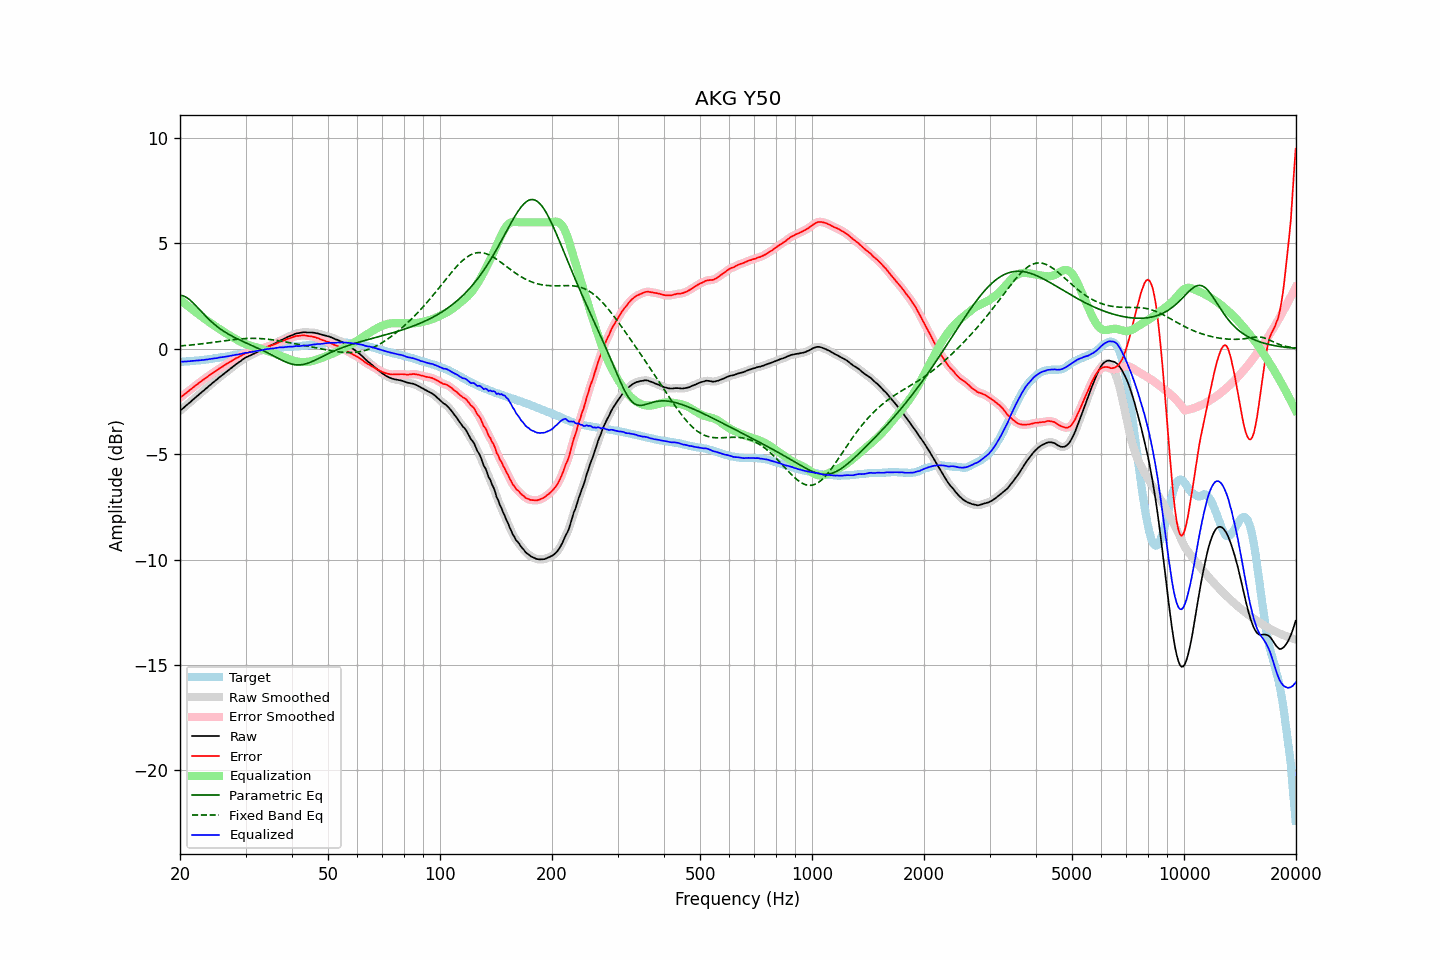 AKG Y50
Amplitude (dBr)
10
5
0
−5
−10
−15
−20
Target
Raw Smoothed
Error Smoothed
Raw
Error
Equalization
Parametric Eq
Fixed Band Eq
Equalized
20 50 100 200 500 1000 2000 5000 10000 20000
Frequency (Hz)